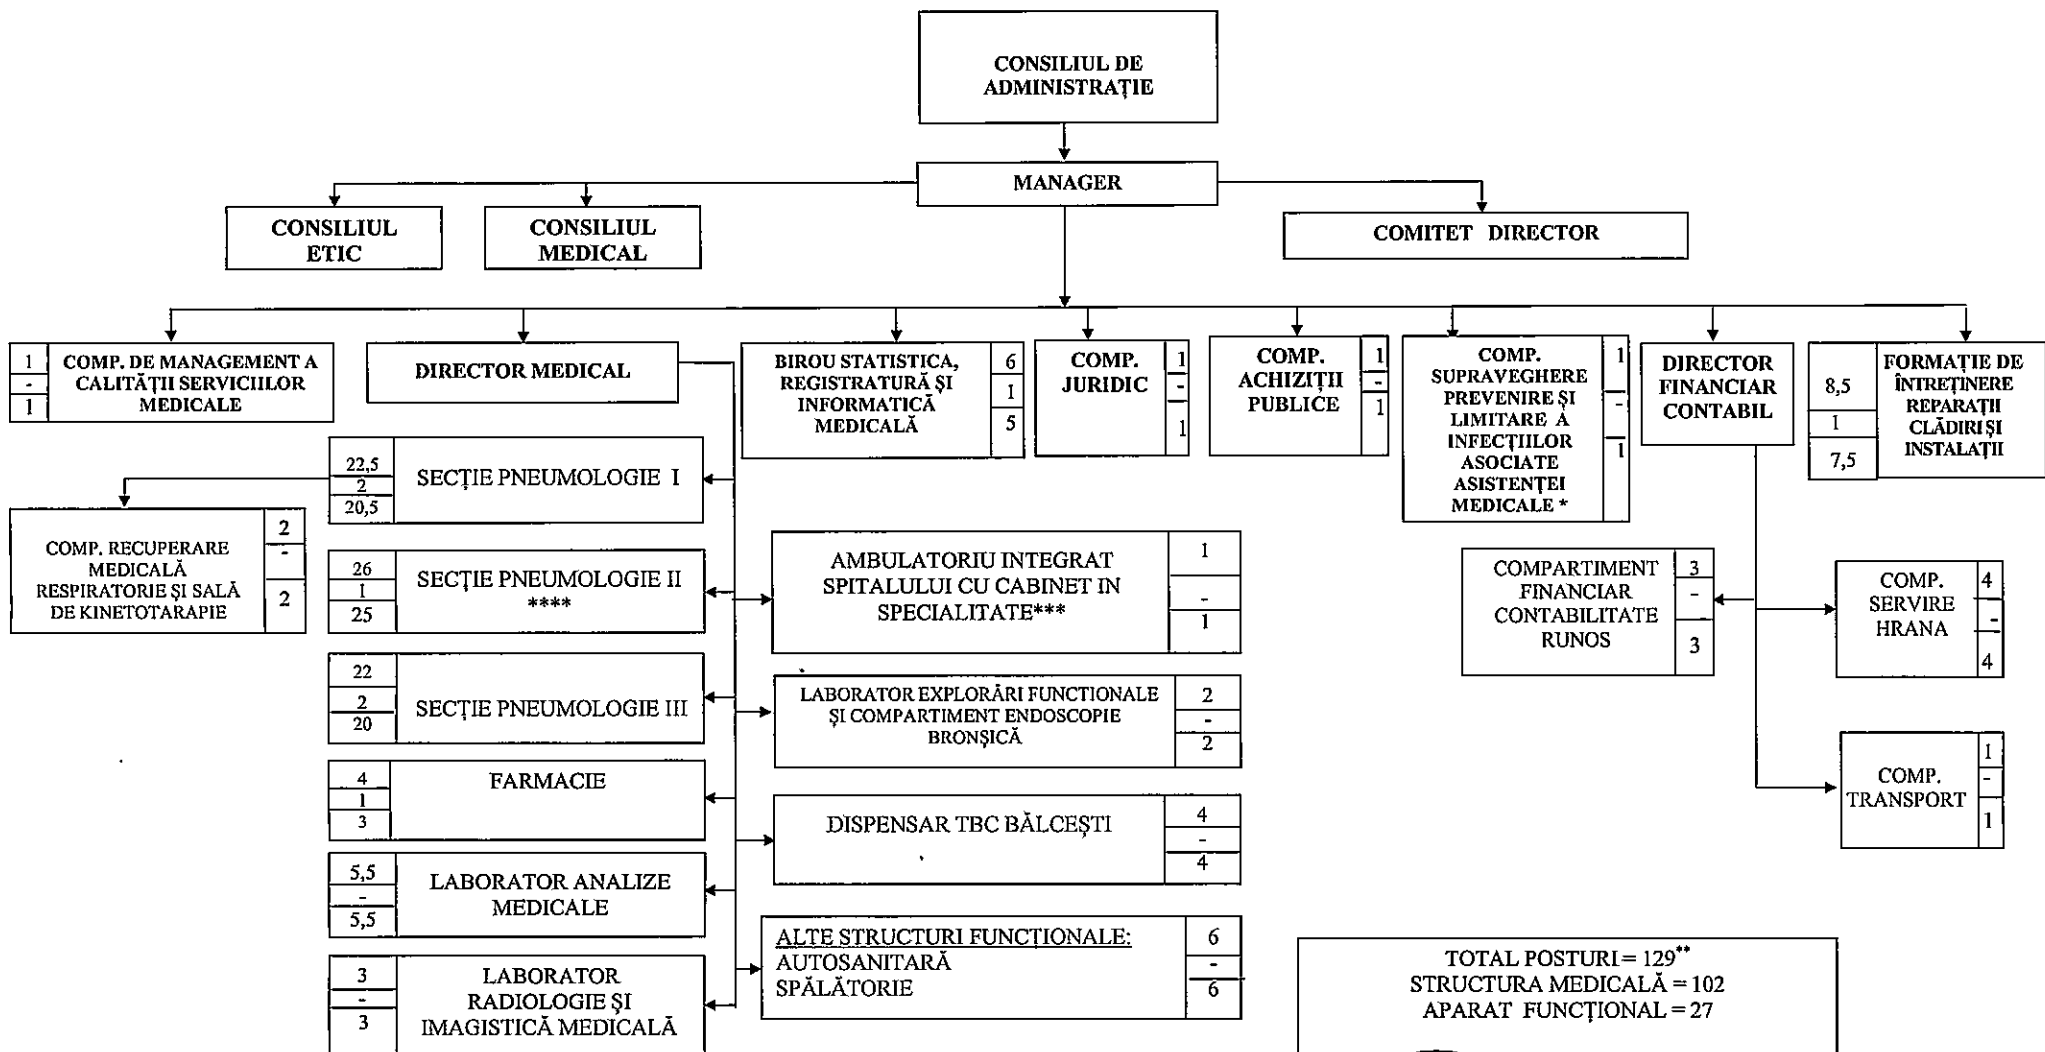 CONSILIUL DE
ADMINISTRAȚIE
MANAGER
CONSILIUL
ETIC
CONSILIUL
MEDICAL
COMITET DIRECTOR
1
-
1
COMP. DE MANAGEMENT A
CALITĂȚII SERVICIILOR
MEDICALE
DIRECTOR MEDICAL
BIROU STATISTICA,
REGISTRATURĂ ȘI
INFORMATICĂ
MEDICALĂ
6
1
5
COMP.
JURIDIC
1
-
1
COMP.
ACHIZIȚII
PUBLICE
1
-
1
COMP.
SUPRAVEGHERE
PREVENIRE ȘI
LIMITARE A
INFECȚIILOR
ASOCIATE
ASISTENȚEI
MEDICALE *
1
-
1
DIRECTOR
FINANCIAR
CONTABIL
8,5
1
7,5
FORMAȚIE DE
ÎNTREȚINERE
REPARAȚII
CLĂDIRI ȘI
INSTALAȚII
22,5
2
20,5
SECȚIE PNEUMOLOGIE I
COMP. RECUPERARE
MEDICALĂ
RESPIRATORIE ȘI SALĂ
DE KINETOTARAPIE
2
-
2
26
1
25
SECȚIE PNEUMOLOGIE II
****
AMBULATORIU INTEGRAT
SPITALULUI CU CABINET IN
SPECIALITATE***
1
-
1
COMPARTIMENT
FINANCIAR
CONTABILITATE
RUNOS
3
-
3
COMP.
SERVIRE
HRANA
4
-
4
22
2
20
SECȚIE PNEUMOLOGIE III
LABORATOR EXPLORĂRI FUNCTIONALE
ȘI COMPARTIMENT ENDOSCOPIE
BRONȘICĂ
2
-
2
4
1
3
FARMACIE
DISPENSAR TBC BĂLCEȘTI
4
-
4
COMP.
TRANSPORT
1
-
1
5,5
-
5,5
LABORATOR ANALIZE
MEDICALE
ALTE STRUCTURI FUNCȚIONALE:
AUTOSANITARĂ
SPĂLĂTORIE
6
-
6
3
-
3
LABORATOR
RADIOLOGIE ȘI
IMAGISTICĂ MEDICALĂ
TOTAL POSTURI = 129**
STRUCTURA MEDICALĂ = 102
APARAT FUNCȚIONAL = 27